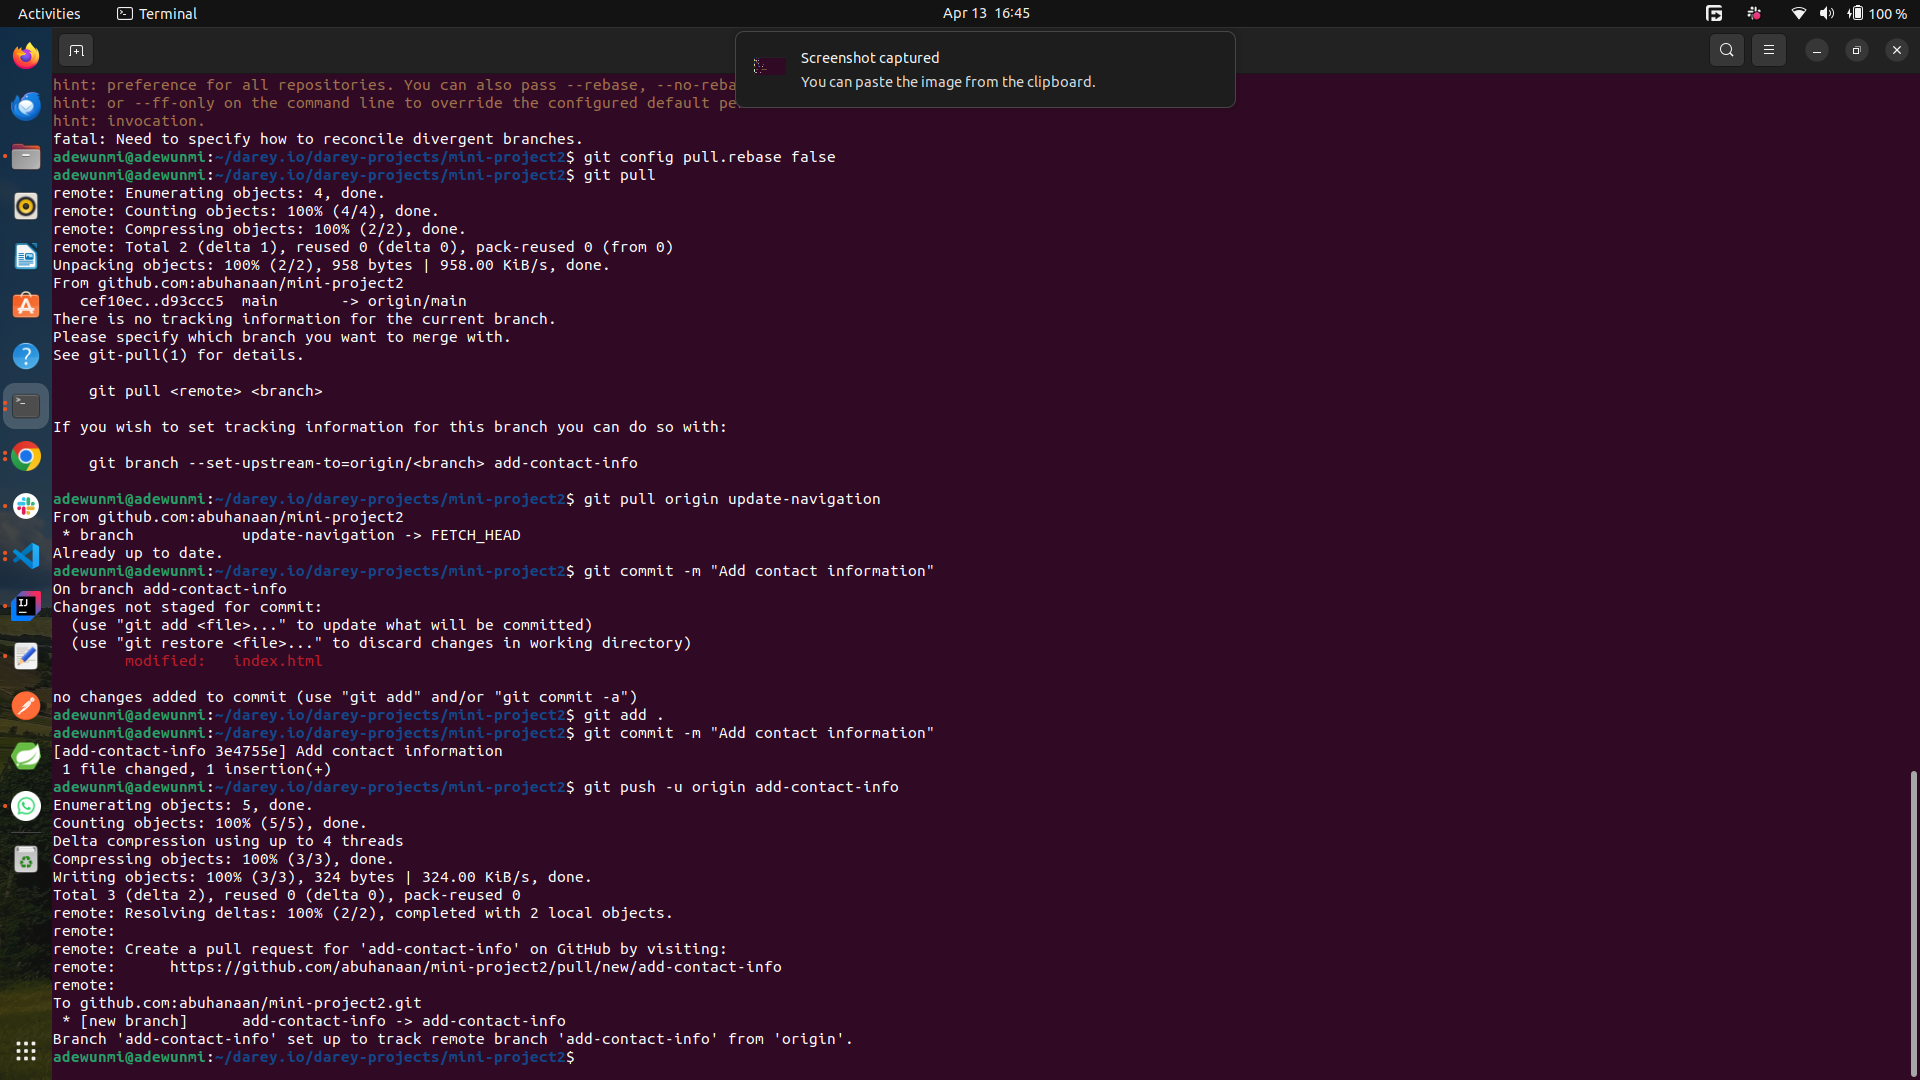 Activities
Terminal
Apr 13 16:45
100 %
Screenshot captured
You can paste the image from the clipboard.
hint: preference for all repositories. You can also pass --rebase, --no-reba
hint: or --ff-only on the command line to override the configured default pe
hint: invocation.
fatal: Need to specify how to reconcile divergent branches.
adewunmi@adewunmi:~/darey.io/darey-projects/mini-project2$ git config pull.rebase false
adewunmi@adewunmi:~/darey.io/darey-projects/mini-project2$ git pull
remote: Enumerating objects: 4, done.
remote: Counting objects: 100% (4/4), done.
remote: Compressing objects: 100% (2/2), done.
remote: Total 2 (delta 1), reused 0 (delta 0), pack-reused 0 (from 0)
Unpacking objects: 100% (2/2), 958 bytes | 958.00 KiB/s, done.
From github.com:abuhanaan/mini-project2
   cef10ec..d93ccc5  main       -> origin/main
There is no tracking information for the current branch.
Please specify which branch you want to merge with.
See git-pull(1) for details.
    git pull <remote> <branch>
If you wish to set tracking information for this branch you can do so with:
    git branch --set-upstream-to=origin/<branch> add-contact-info
adewunmi@adewunmi:~/darey.io/darey-projects/mini-project2$ git pull origin update-navigation
From github.com:abuhanaan/mini-project2
 * branch            update-navigation -> FETCH_HEAD
Already up to date.
adewunmi@adewunmi:~/darey.io/darey-projects/mini-project2$ git commit -m "Add contact information"
On branch add-contact-info
Changes not staged for commit:
  (use "git add <file>..." to update what will be committed)
  (use "git restore <file>..." to discard changes in working directory)
        modified:   index.html
no changes added to commit (use "git add" and/or "git commit -a")
adewunmi@adewunmi:~/darey.io/darey-projects/mini-project2$ git add .
adewunmi@adewunmi:~/darey.io/darey-projects/mini-project2$ git commit -m "Add contact information"
[add-contact-info 3e4755e] Add contact information
 1 file changed, 1 insertion(+)
adewunmi@adewunmi:~/darey.io/darey-projects/mini-project2$ git push -u origin add-contact-info
Enumerating objects: 5, done.
Counting objects: 100% (5/5), done.
Delta compression using up to 4 threads
Compressing objects: 100% (3/3), done.
Writing objects: 100% (3/3), 324 bytes | 324.00 KiB/s, done.
Total 3 (delta 2), reused 0 (delta 0), pack-reused 0
remote: Resolving deltas: 100% (2/2), completed with 2 local objects.
remote:
remote: Create a pull request for 'add-contact-info' on GitHub by visiting:
remote:      https://github.com/abuhanaan/mini-project2/pull/new/add-contact-info
remote:
To github.com:abuhanaan/mini-project2.git
 * [new branch]      add-contact-info -> add-contact-info
Branch 'add-contact-info' set up to track remote branch 'add-contact-info' from 'origin'.
adewunmi@adewunmi:~/darey.io/darey-projects/mini-project2$